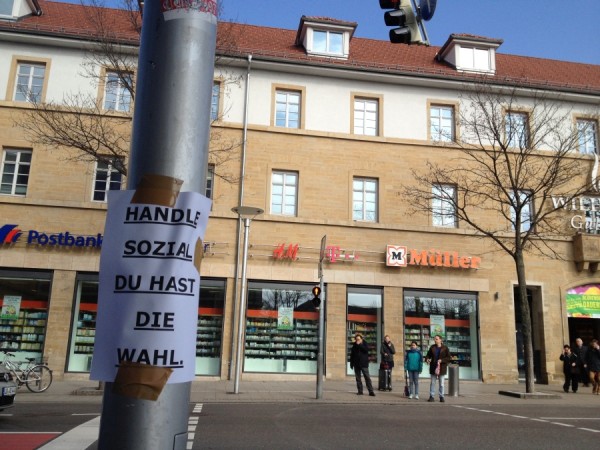 HANDLE
SOZIAL
DU HAST
DIE
WAHL.
Postbank
H&M
M Müller